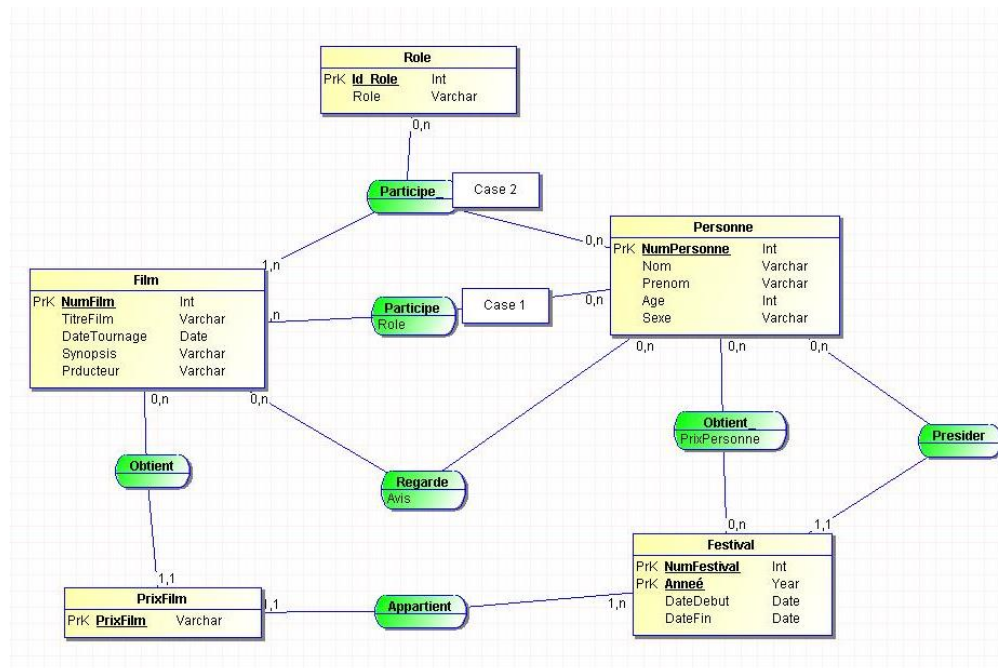 Role
PrK Id_Role Int
Role Varchar
0,n
Participe_
Case 2
1,n
0,n
Personne
PrK NumPersonne Int
Nom Varchar
Prenom Varchar
Age Int
Sexe Varchar
Film
PrK NumFilm Int
TitreFilm Varchar
DateTournage Date
Synopsis Varchar
Prducteur Varchar
,n
Participe
Role
Case 1
0,n
0,n
0,n
0,n
0,n
0,n
Obtient
Regarde
Avis
Obtient_
PrixPersonne
Presider
0,n
1,1
Festival
PrK NumFestival Int
PrK Anneé Year
DateDebut Date
DateFin Date
1,1
PrixFilm
PrK PrixFilm Varchar
1,1
Appartient
1,n